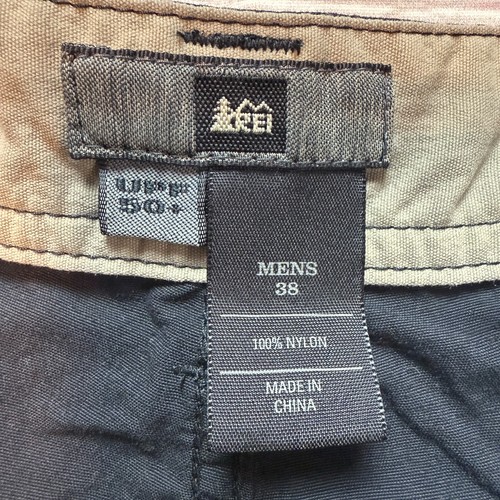 REI
UPF
50+
MENS
38
100% NYLON
MADE IN
CHINA